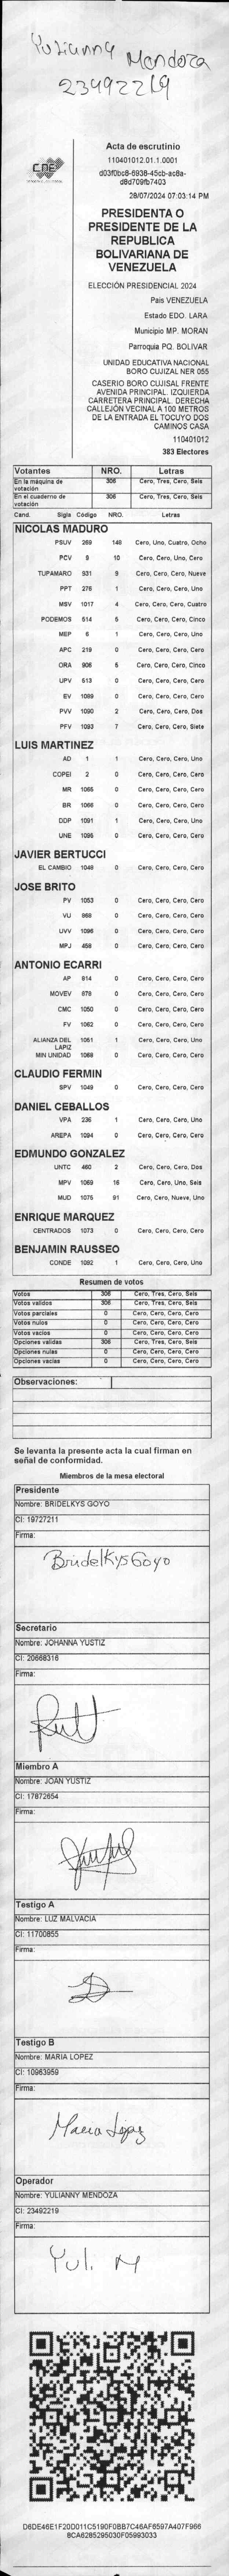 Yulianny Mendoza
23492219
CNE
Acta de escrutinio
110401012.01.1.0001
d03f0bc8-6938-45cb-ac8a-
d8d709fb7403
28/07/2024 07:03:14 PM
PRESIDENTA O
PRESIDENTE DE LA
REPUBLICA
BOLIVARIANA DE
VENEZUELA
ELECCIÓN PRESIDENCIAL 2024
Pais VENEZUELA
Estado EDO. LARA
Municipio MP. MORAN
Parroquia PQ. BOLIVAR
UNIDAD EDUCATIVA NACIONAL
BORO CUJIZAL NER 055
CASERIO BORO CUJISAL FRENTE
AVENIDA PRINCIPAL. IZQUIERDA
CARRETERA PRINCIPAL. DERECHA
CALLEJÓN VECINAL A 100 METROS
DE LA ENTRADA EL TOCUYO DOS
CAMINOS CASA
110401012
383 Electores
Votantes NRO. Letras
En la máquina de votación 306 Cero, Tres, Cero, Seis
En el cuaderno de votación 306 Cero, Tres, Cero, Seis
Cand. Sigla Código NRO. Letras
NICOLAS MADURO
PSUV 269 148 Cero, Uno, Cuatro, Ocho
PCV 9 10 Cero, Cero, Uno, Cero
TUPAMARO 931 9 Cero, Cero, Cero, Nueve
PPT 276 1 Cero, Cero, Cero, Uno
MSV 1017 4 Cero, Cero, Cero, Cuatro
PODEMOS 514 5 Cero, Cero, Cero, Cinco
MEP 6 1 Cero, Cero, Cero, Uno
APC 219 0 Cero, Cero, Cero, Cero
ORA 906 5 Cero, Cero, Cero, Cinco
UPV 513 0 Cero, Cero, Cero, Cero
EV 1089 0 Cero, Cero, Cero, Cero
PVV 1090 2 Cero, Cero, Cero, Dos
PFV 1093 7 Cero, Cero, Cero, Siete
LUIS MARTINEZ
AD 1 1 Cero, Cero, Cero, Uno
COPEI 2 0 Cero, Cero, Cero, Cero
MR 1065 0 Cero, Cero, Cero, Cero
BR 1066 0 Cero, Cero, Cero, Cero
DDP 1091 1 Cero, Cero, Cero, Uno
UNE 1095 0 Cero, Cero, Cero, Cero
JAVIER BERTUCCI
EL CAMBIO 1048 0 Cero, Cero, Cero, Cero
JOSE BRITO
PV 1053 0 Cero, Cero, Cero, Cero
VU 868 0 Cero, Cero, Cero, Cero
UVV 1096 0 Cero, Cero, Cero, Cero
MPJ 458 0 Cero, Cero, Cero, Cero
ANTONIO ECARRI
AP 814 0 Cero, Cero, Cero, Cero
MOVEV 879 0 Cero, Cero, Cero, Cero
CMC 1050 0 Cero, Cero, Cero, Cero
FV 1062 0 Cero, Cero, Cero, Cero
ALIANZA DEL LAPIZ 1051 1 Cero, Cero, Cero, Uno
MIN UNIDAD 1068 0 Cero, Cero, Cero, Cero
CLAUDIO FERMIN
SPV 1049 0 Cero, Cero, Cero, Cero
DANIEL CEBALLOS
VPA 236 1 Cero, Cero, Cero, Uno
AREPA 1094 0 Cero, Cero, Cero, Cero
EDMUNDO GONZALEZ
UNTC 460 2 Cero, Cero, Cero, Dos
MPV 1069 16 Cero, Cero, Uno, Seis
MUD 1075 91 Cero, Cero, Nueve, Uno
ENRIQUE MARQUEZ
CENTRADOS 1073 0 Cero, Cero, Cero, Cero
BENJAMIN RAUSSEO
CONDE 1092 1 Cero, Cero, Cero, Uno
Resumen de votos
Votos 306 Cero, Tres, Cero, Seis
Votos validos 306 Cero, Tres, Cero, Seis
Votos parciales 0 Cero, Cero, Cero, Cero
Votos nulos 0 Cero, Cero, Cero, Cero
Votos vacios 0 Cero, Cero, Cero, Cero
Opciones validas 306 Cero, Tres, Cero, Seis
Opciones nulas 0 Cero, Cero, Cero, Cero
Opciones vacias 0 Cero, Cero, Cero, Cero
Observaciones:
Se levanta la presente acta la cual firman en
señal de conformidad.
Miembros de la mesa electoral
Presidente
Nombre: BRIDELKYS GOYO
CI: 19727211
Firma:
BridelKys Goyo
Secretario
Nombre: JOHANNA YUSTIZ
CI: 20668316
Firma:
Miembro A
Nombre: JOAN YUSTIZ
CI: 17872654
Firma:
Testigo A
Nombre: LUZ MALVACIA
CI: 11700855
Firma:
Testigo B
Nombre: MARIA LOPEZ
CI: 10963959
Firma:
Maria Lopez
Operador
Nombre: YULIANNY MENDOZA
CI: 23492219
Firma:
Yuli. M
D6DE46E1F20D011C5190F0BB7C46AF6597A407F966
8CA6285295030F05993033